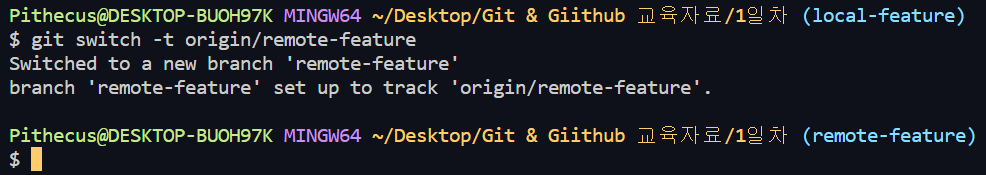 Pithecus@DESKTOP-BUOH97K MINGW64 ~/Desktop/Git & Giithub 교육자료/1일차 (local-feature)
$ git switch -t origin/remote-feature
Switched to a new branch 'remote-feature'
branch 'remote-feature' set up to track 'origin/remote-feature'.
Pithecus@DESKTOP-BUOH97K MINGW64 ~/Desktop/Git & Giithub 교육자료/1일차 (remote-feature)
$